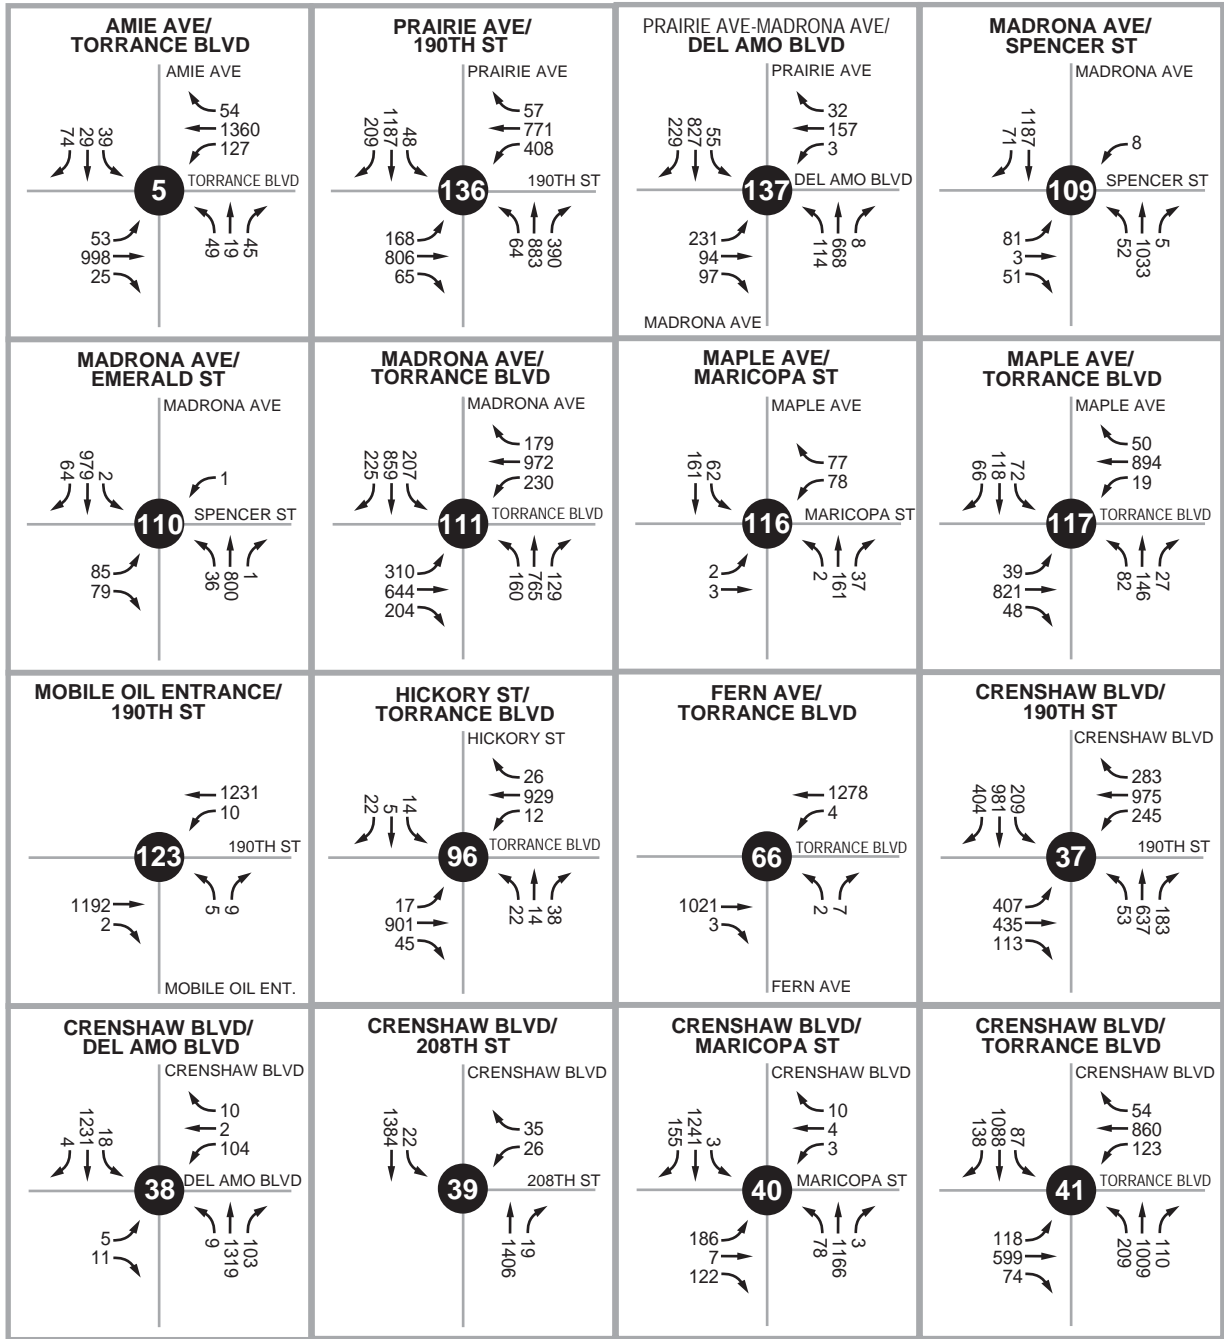 AMIE AVE/
TORRANCE BLVD
AMIE AVE
54
1360
127
74
29
39
5
TORRANCE BLVD
53
998
25
49
19
45
PRAIRIE AVE/
190TH ST
PRAIRIE AVE
57
771
408
209
1187
48
136
190TH ST
168
806
65
64
883
390
PRAIRIE AVE-MADRONA AVE/
DEL AMO BLVD
PRAIRIE AVE
32
157
3
229
827
55
137
DEL AMO BLVD
231
94
97
114
668
8
MADRONA AVE
MADRONA AVE/
SPENCER ST
MADRONA AVE
8
71
1187
109
SPENCER ST
81
3
51
52
1033
5
MADRONA AVE/
EMERALD ST
MADRONA AVE
1
64
979
2
110
SPENCER ST
85
79
36
800
1
MADRONA AVE/
TORRANCE BLVD
MADRONA AVE
179
972
230
225
859
207
111
TORRANCE BLVD
310
644
204
160
765
129
MAPLE AVE/
MARICOPA ST
MAPLE AVE
77
78
161
62
116
MARICOPA ST
2
3
2
161
37
MAPLE AVE/
TORRANCE BLVD
MAPLE AVE
50
894
19
66
118
72
117
TORRANCE BLVD
39
821
48
82
146
27
MOBILE OIL ENTRANCE/
190TH ST
1231
10
123
190TH ST
1192
2
5
9
MOBILE OIL ENT.
HICKORY ST/
TORRANCE BLVD
HICKORY ST
26
929
12
22
5
14
96
TORRANCE BLVD
17
901
45
22
14
38
FERN AVE/
TORRANCE BLVD
1278
4
66
TORRANCE BLVD
1021
3
2
7
FERN AVE
CRENSHAW BLVD/
190TH ST
CRENSHAW BLVD
283
975
245
404
981
209
37
190TH ST
407
435
113
53
637
183
CRENSHAW BLVD/
DEL AMO BLVD
CRENSHAW BLVD
10
2
104
4
1231
18
38
DEL AMO BLVD
5
11
9
1319
103
CRENSHAW BLVD/
208TH ST
CRENSHAW BLVD
35
26
1384
22
39
208TH ST
1406
19
CRENSHAW BLVD/
MARICOPA ST
CRENSHAW BLVD
10
4
3
155
1241
3
40
MARICOPA ST
186
7
122
78
1166
3
CRENSHAW BLVD/
TORRANCE BLVD
CRENSHAW BLVD
54
860
123
138
1088
87
41
TORRANCE BLVD
118
599
74
209
1009
110